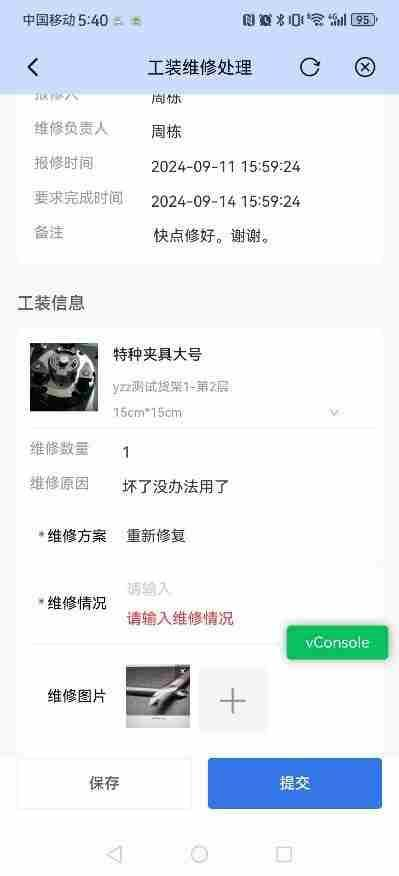 中国移动 5:40 95
工装维修处理
报修人 周栋
维修负责人 周栋
报修时间 2024-09-11 15:59:24
要求完成时间 2024-09-14 15:59:24
备注 快点修好。谢谢。
工装信息
特种夹具大号
yzz测试货架1-第2层
15cm*15cm
维修数量 1
维修原因 坏了没办法用了
*维修方案 重新修复
请输入
*维修情况
请输入维修情况
vConsole
维修图片
保存 提交